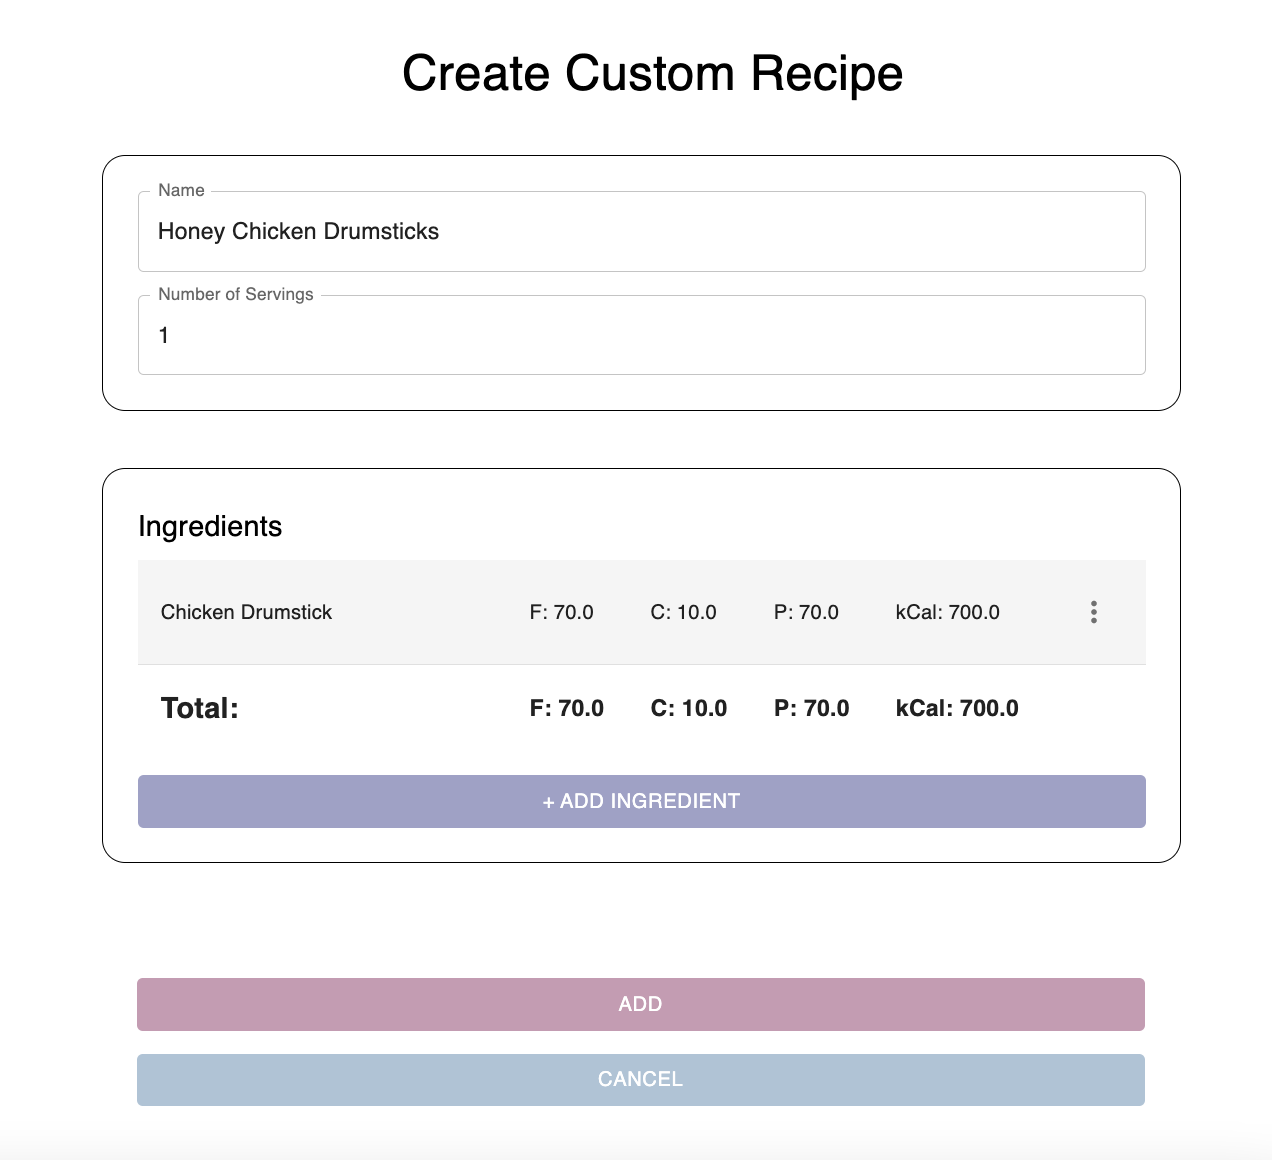 Create Custom Recipe
Name
Honey Chicken Drumsticks
Number of Servings
1
Ingredients
Chicken Drumstick F: 70.0 C: 10.0 P: 70.0 kCal: 700.0
Total: F: 70.0 C: 10.0 P: 70.0 kCal: 700.0
+ ADD INGREDIENT
ADD
CANCEL